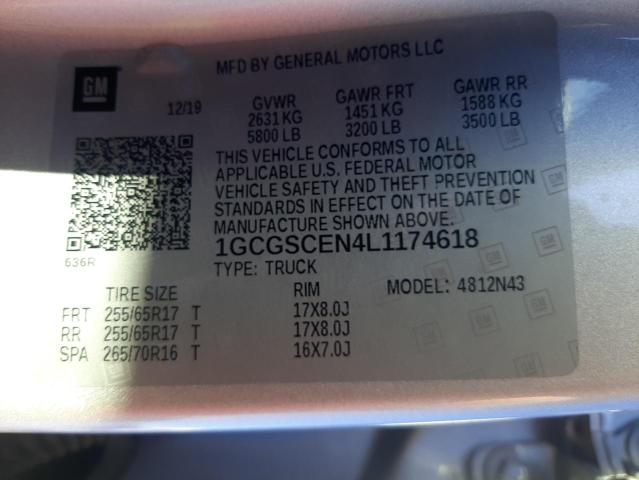 MFD BY GENERAL MOTORS LLC
GM
12/19
GVWR GAWR FRT GAWR RR
2631 KG 1451 KG 1588 KG
5800 LB 3200 LB 3500 LB
THIS VEHICLE CONFORMS TO ALL
APPLICABLE U.S. FEDERAL MOTOR
VEHICLE SAFETY AND THEFT PREVENTION
STANDARDS IN EFFECT ON THE DATE OF
MANUFACTURE SHOWN ABOVE.
1GCGSCEN4L1174618
636R
TYPE: TRUCK
MODEL: 4812N43
TIRE SIZE RIM
FRT 255/65R17 T 17X8.0J
RR 255/65R17 T 17X8.0J
SPA 265/70R16 T 16X7.0J